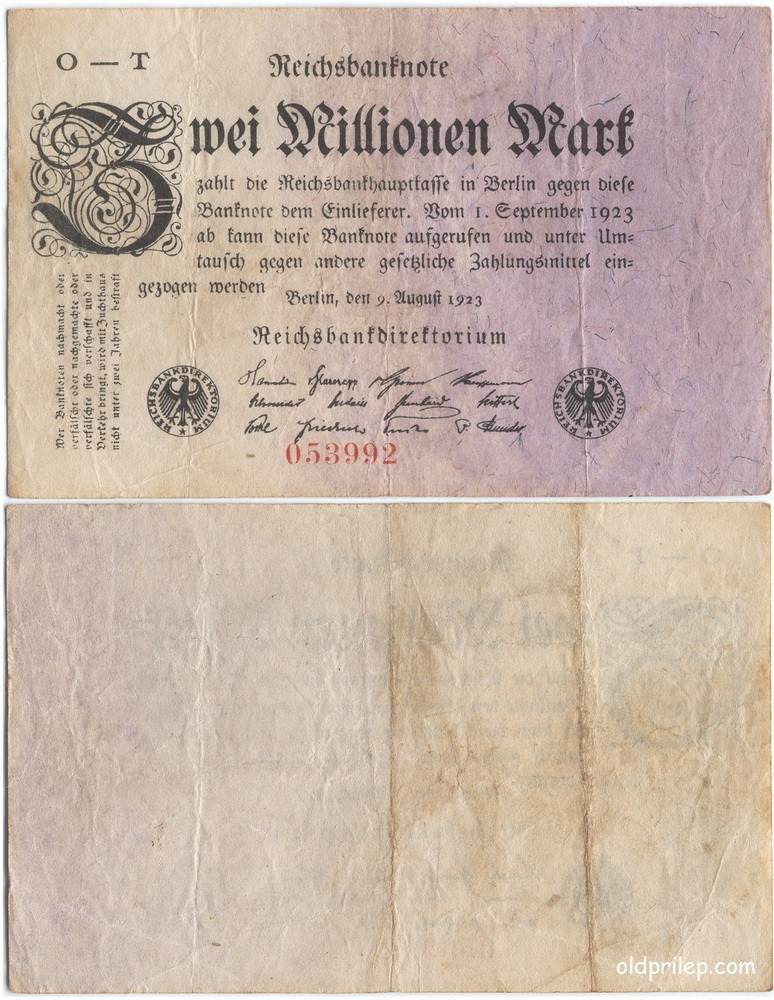 O — T
Reichsbanknote
Zwei Millionen Mark
zahlt die Reichsbankhauptkasse in Berlin gegen diese
Banknote dem Einlieferer. Vom 1. September 1923
ab kann diese Banknote aufgerufen und unter Um=
tausch gegen andere gesetzliche Zahlungsmittel ein=
gezogen werden
Berlin, den 9. August 1923
Reichsbankdirektorium
Wer Banknoten nachmacht oder
verfälscht oder nachgemachte oder
verfälschte sich verschafft und in
Verkehr bringt, wird mit Zuchthaus
nicht unter zwei Jahren bestraft
REICHSBANKDIREKTORIUM
REICHSBANKDIREKTORIUM
053992
oldprilep.com